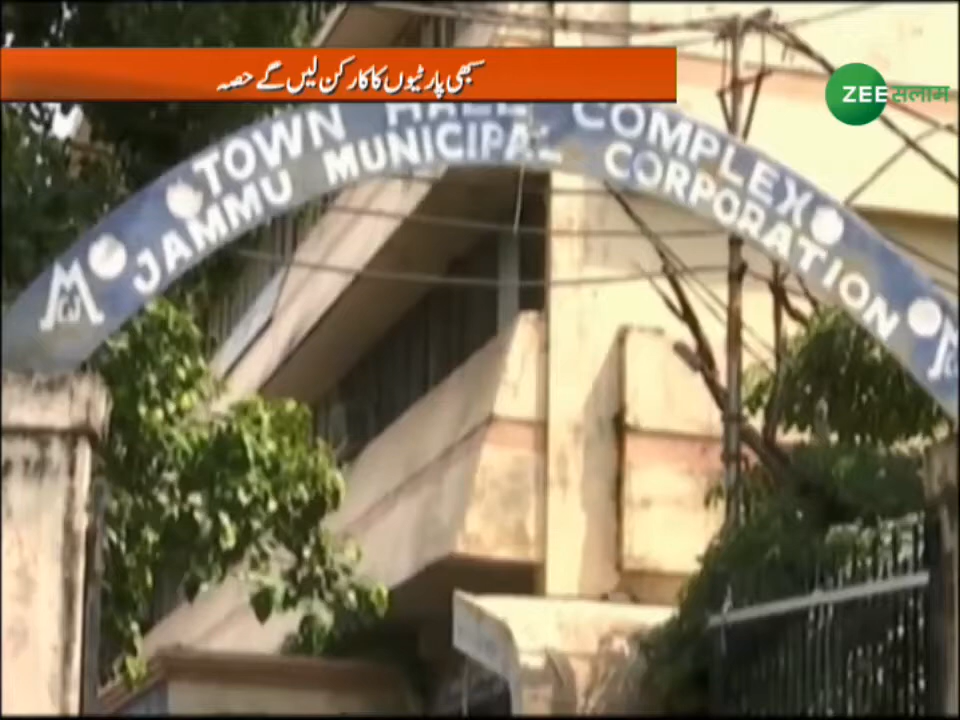 سبھی پارٹیوں کا کارکن لیں گے حصہ
ZEE سلام
TOWN HALL COMPLEX
JAMMU MUNICIPAL CORPORATION